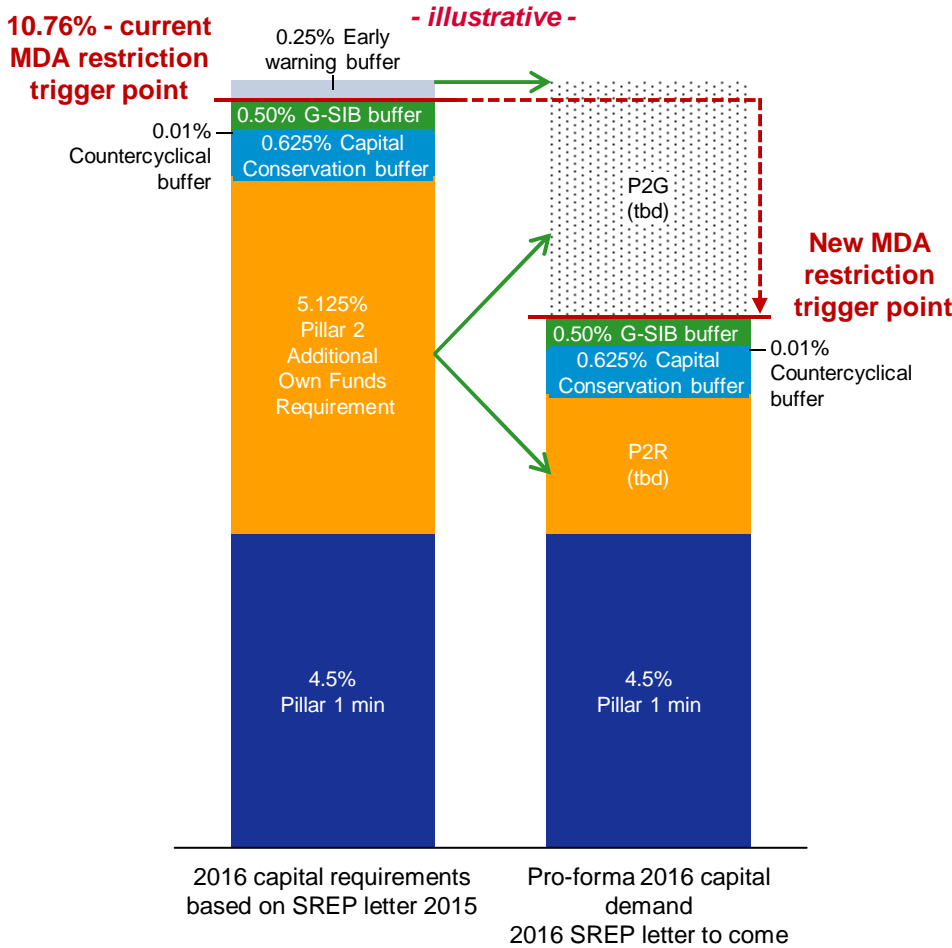 - illustrative -
10.76% - current
MDA restriction
trigger point
0.25% Early
warning buffer
0.50% G-SIB buffer
0.01%
Countercyclical
buffer
0.625% Capital
Conservation buffer
5.125%
Pillar 2
Additional
Own Funds
Requirement
4.5%
Pillar 1 min
P2G
(tbd)
New MDA
restriction
trigger point
0.50% G-SIB buffer
0.625% Capital
Conservation buffer
0.01%
Countercyclical
buffer
P2R
(tbd)
4.5%
Pillar 1 min
2016 capital requirements
based on SREP letter 2015
Pro-forma 2016 capital
demand
2016 SREP letter to come